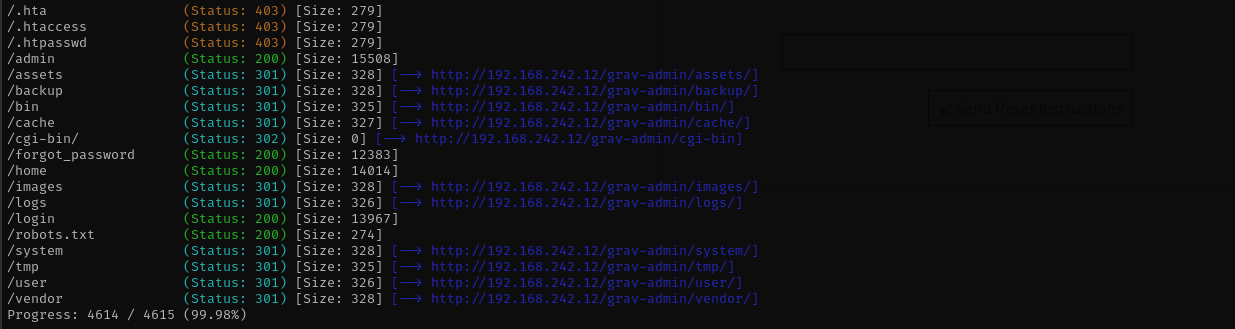 /.hta (Status: 403) [Size: 279]
/.htaccess (Status: 403) [Size: 279]
/.htpasswd (Status: 403) [Size: 279]
/admin (Status: 200) [Size: 15508]
/assets (Status: 301) [Size: 328] [--> http://192.168.242.12/grav-admin/assets/]
/backup (Status: 301) [Size: 328] [--> http://192.168.242.12/grav-admin/backup/]
/bin (Status: 301) [Size: 325] [--> http://192.168.242.12/grav-admin/bin/]
/cache (Status: 301) [Size: 327] [--> http://192.168.242.12/grav-admin/cache/]
/cgi-bin/ (Status: 302) [Size: 0] [--> http://192.168.242.12/grav-admin/cgi-bin]
/forgot_password (Status: 200) [Size: 12383]
/home (Status: 200) [Size: 14014]
/images (Status: 301) [Size: 328] [--> http://192.168.242.12/grav-admin/images/]
/logs (Status: 301) [Size: 326] [--> http://192.168.242.12/grav-admin/logs/]
/login (Status: 200) [Size: 13967]
/robots.txt (Status: 200) [Size: 274]
/system (Status: 301) [Size: 328] [--> http://192.168.242.12/grav-admin/system/]
/tmp (Status: 301) [Size: 325] [--> http://192.168.242.12/grav-admin/tmp/]
/user (Status: 301) [Size: 326] [--> http://192.168.242.12/grav-admin/user/]
/vendor (Status: 301) [Size: 328] [--> http://192.168.242.12/grav-admin/vendor/]
Progress: 4614 / 4615 (99.98%)
Send Reset Instructions